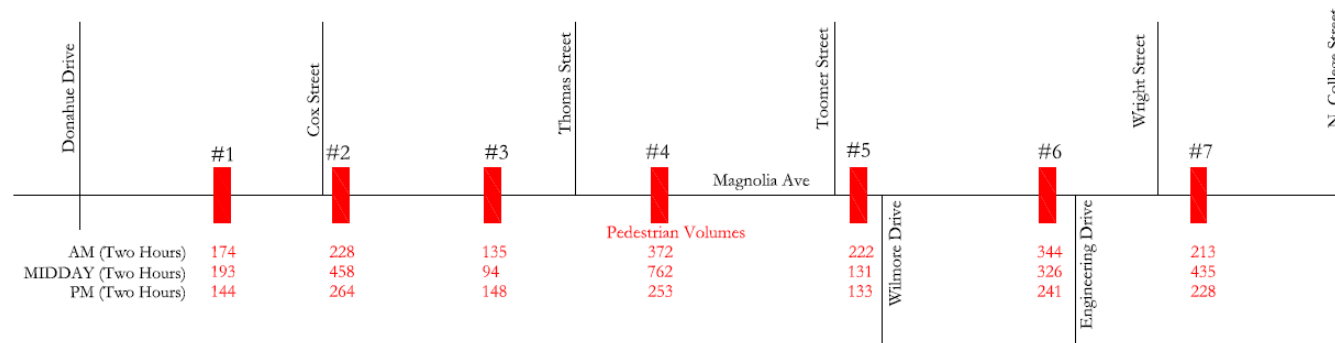 Donahue Drive
Cox Street
Thomas Street
Toomer Street
Wright Street
N. College Street
#1 #2 #3 #4 #5 #6 #7
Magnolia Ave
Wilmore Drive
Engineering Drive
Pedestrian Volumes
AM (Two Hours) 174 228 135 372 222 344 213
MIDDAY (Two Hours) 193 458 94 762 131 326 435
PM (Two Hours) 144 264 148 253 133 241 228